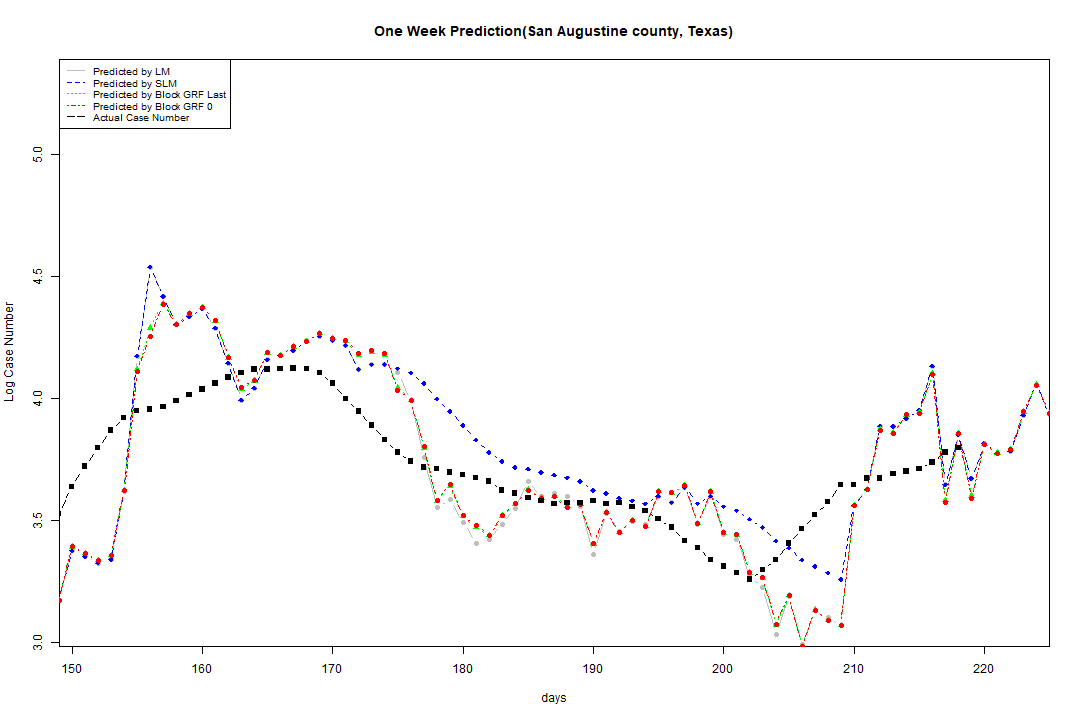 One Week Prediction(San Augustine county, Texas)
Predicted by LM
Predicted by SLM
Predicted by Block GRF Last
Predicted by Block GRF 0
Actual Case Number
5.0
4.5
4.0
3.5
3.0
Log Case Number
150 160 170 180 190 200 210 220
days